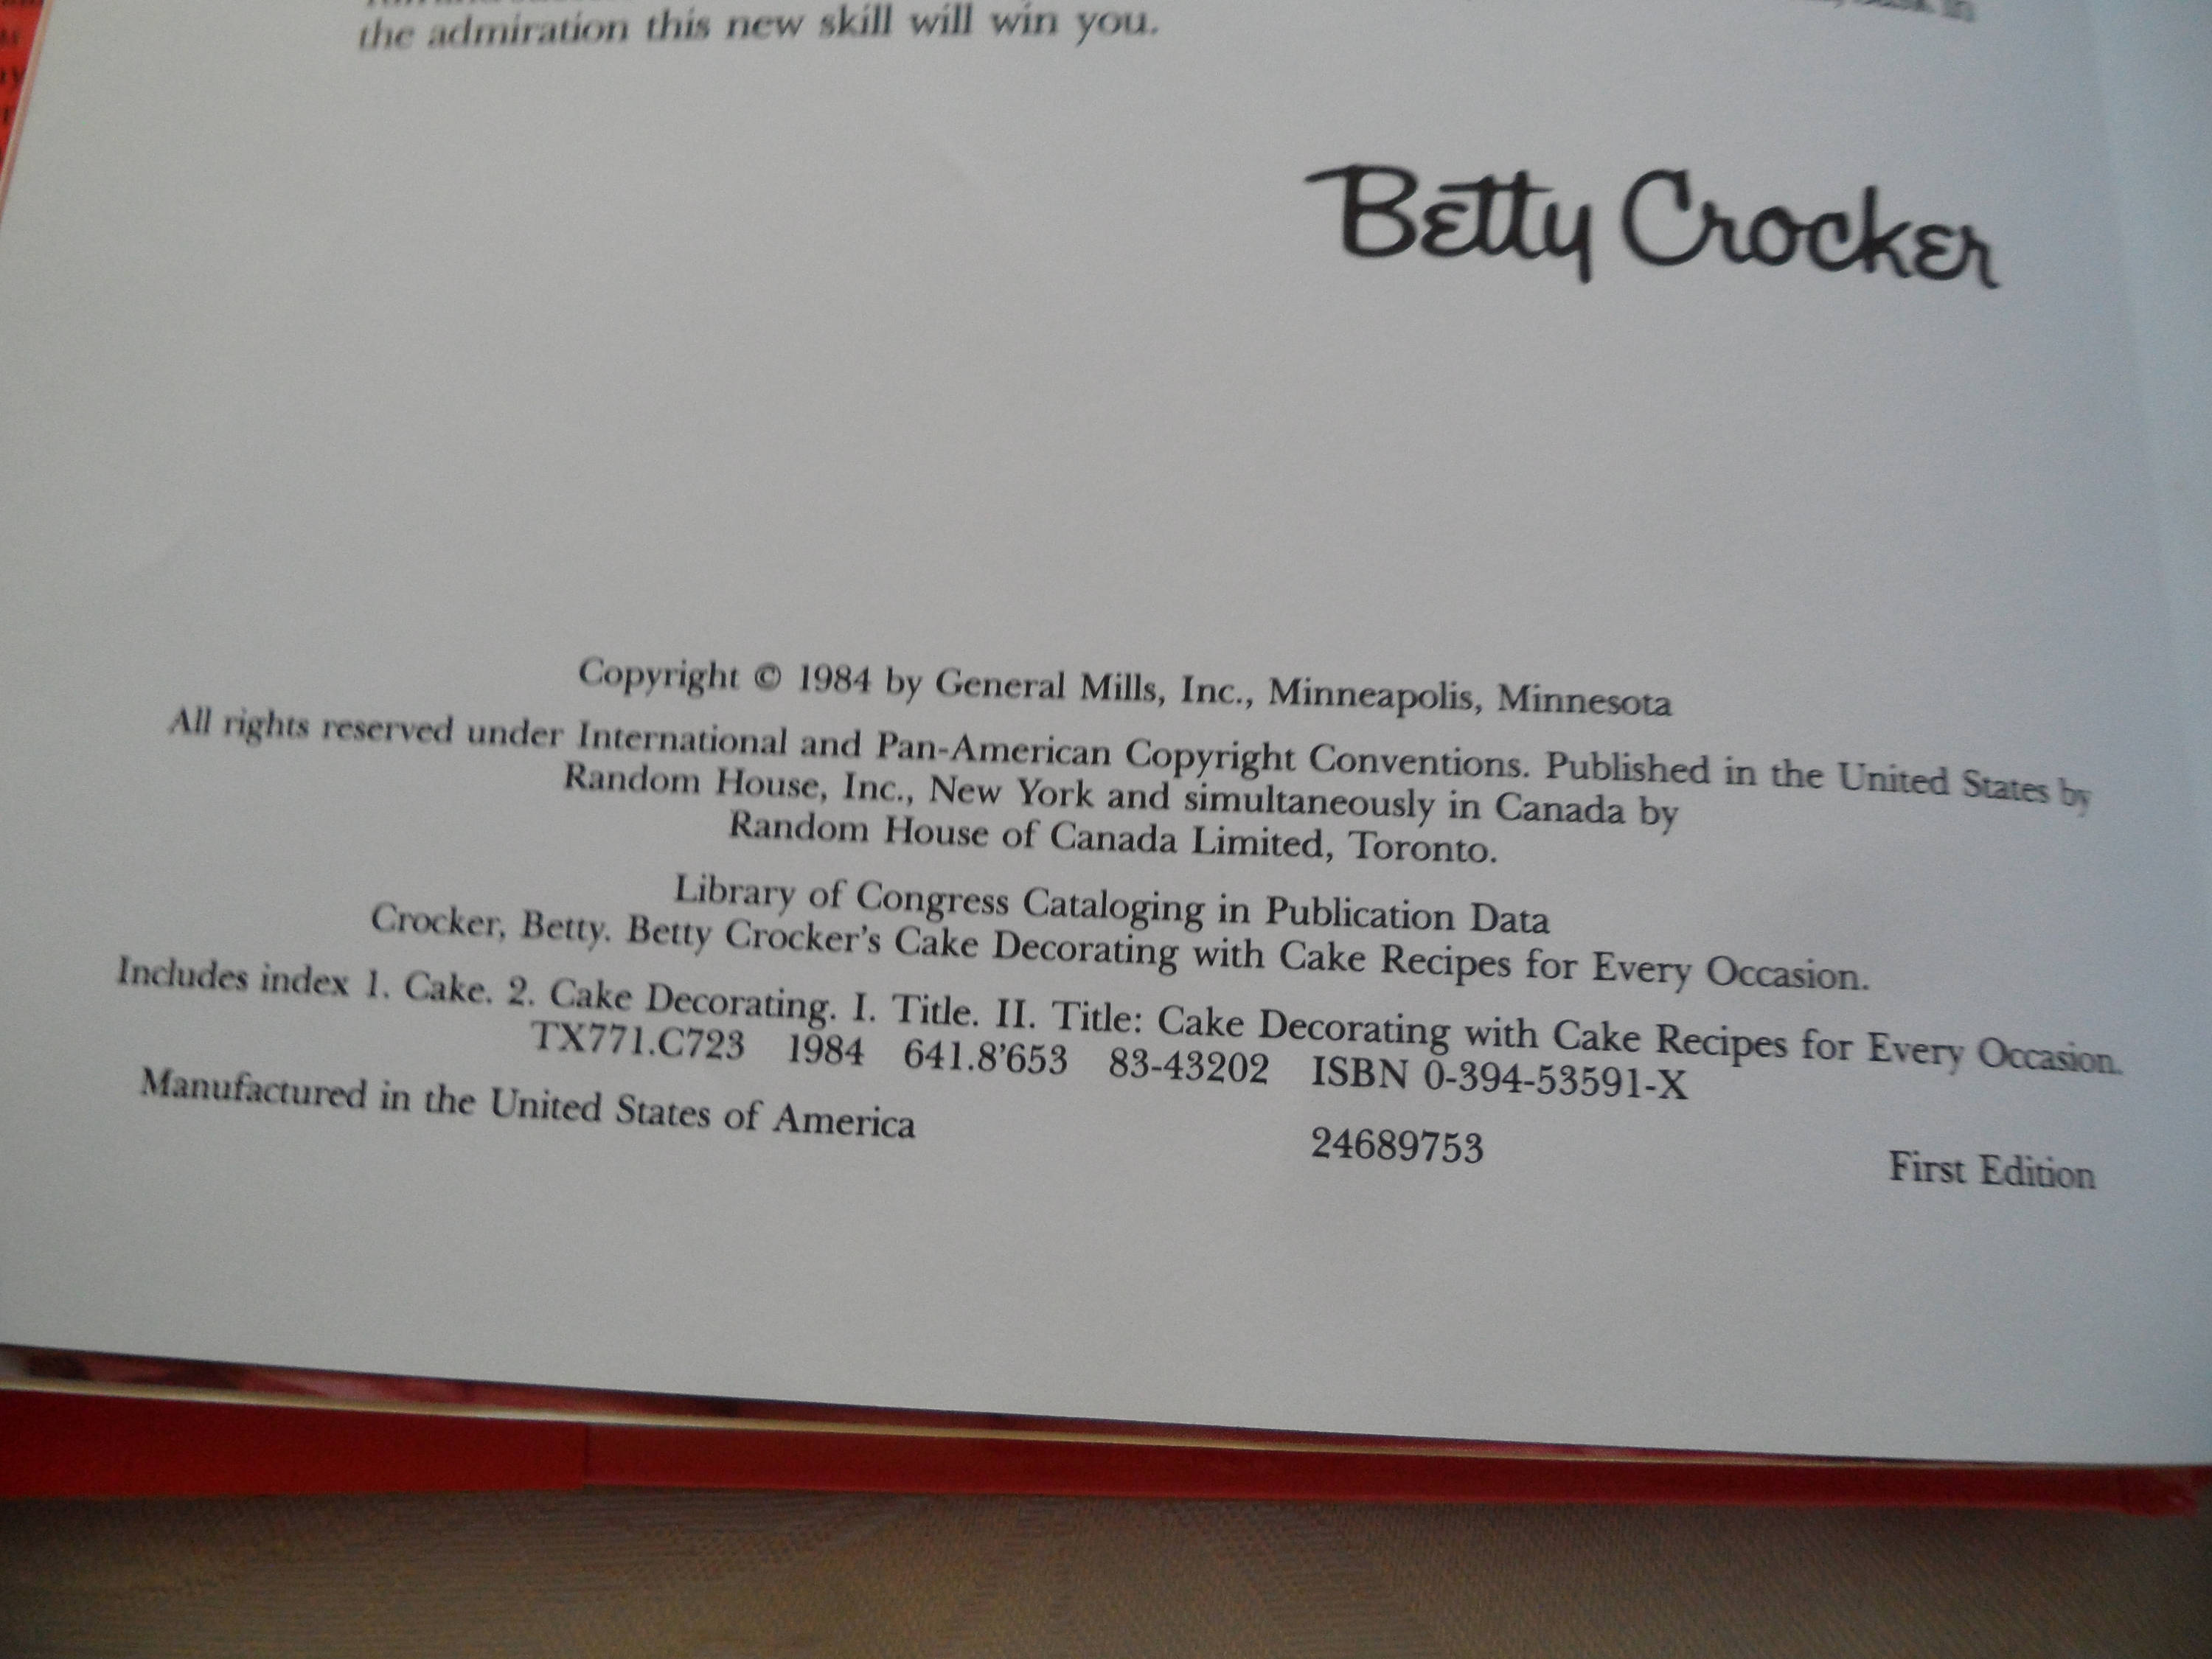 the admiration this new skill will win you.
Betty Crocker
Copyright © 1984 by General Mills, Inc., Minneapolis, Minnesota
All rights reserved under International and Pan-American Copyright Conventions. Published in the United States by
Random House, Inc., New York and simultaneously in Canada by
Random House of Canada Limited, Toronto.
Library of Congress Cataloging in Publication Data
Crocker, Betty. Betty Crocker's Cake Decorating with Cake Recipes for Every Occasion.
Includes index 1. Cake. 2. Cake Decorating. I. Title. II. Title: Cake Decorating with Cake Recipes for Every Occasion.
TX771.C723 1984 641.8'653 83-43202 ISBN 0-394-53591-X
Manufactured in the United States of America
24689753
First Edition